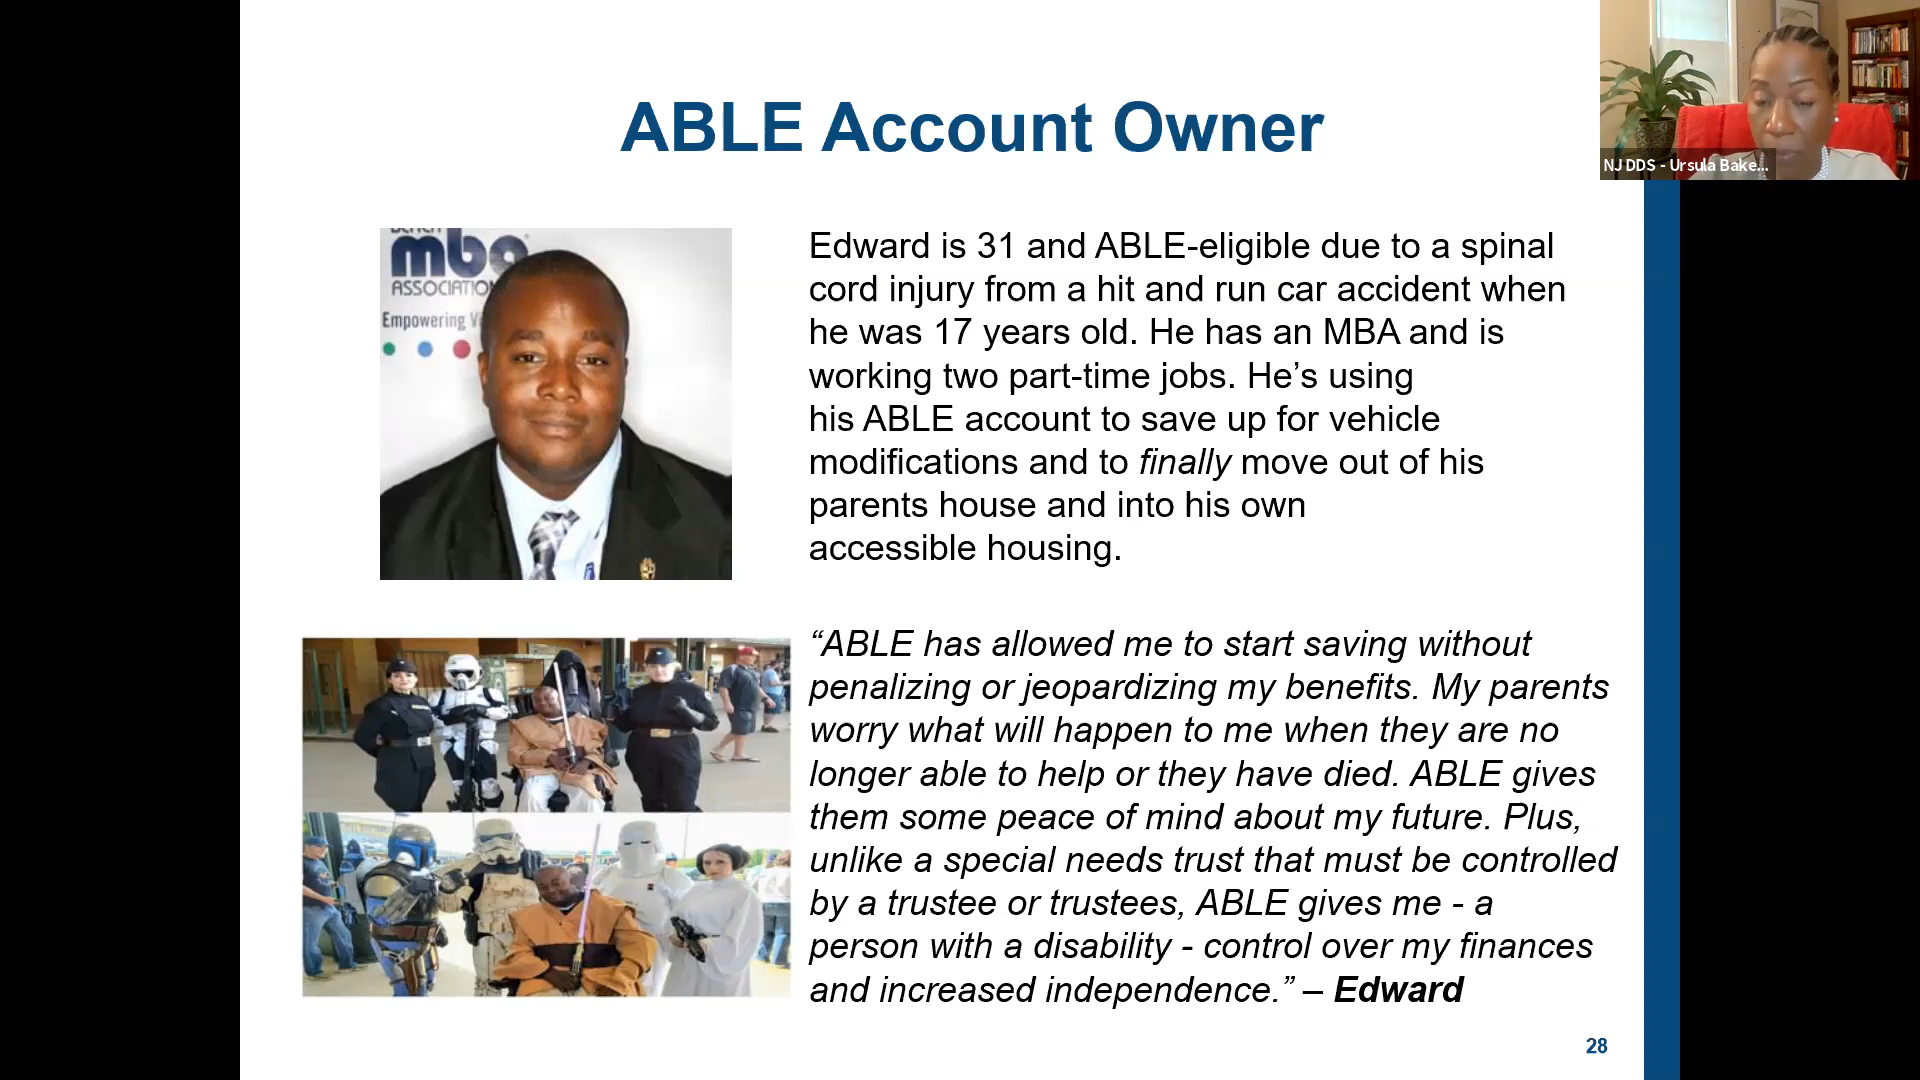 ABLE Account Owner
NJ DDS - Ursula Bake...
mba
ASSOCIATIO
Empowering
Edward is 31 and ABLE-eligible due to a spinal
cord injury from a hit and run car accident when
he was 17 years old. He has an MBA and is
working two part-time jobs. He’s using
his ABLE account to save up for vehicle
modifications and to finally move out of his
parents house and into his own
accessible housing.
“ABLE has allowed me to start saving without
penalizing or jeopardizing my benefits. My parents
worry what will happen to me when they are no
longer able to help or they have died. ABLE gives
them some peace of mind about my future. Plus,
unlike a special needs trust that must be controlled
by a trustee or trustees, ABLE gives me - a
person with a disability - control over my finances
and increased independence.” – Edward
28